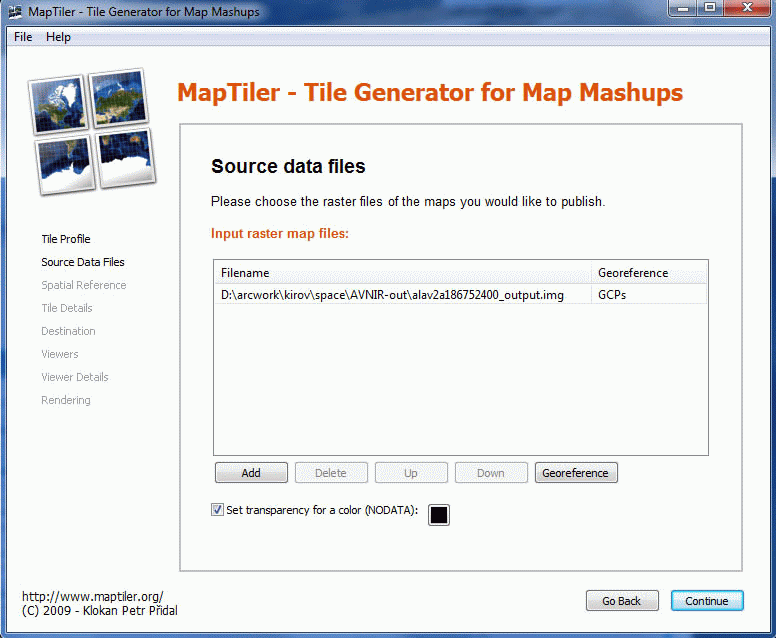 MapTiler - Tile Generator for Map Mashups
File Help
MapTiler - Tile Generator for Map Mashups
Source data files
Please choose the raster files of the maps you would like to publish.
Input raster map files:
Tile Profile
Source Data Files
Spatial Reference
Tile Details
Destination
Viewers
Viewer Details
Rendering
Filename Georeference
D:\arcwork\kirov\space\AVNIR-out\alav2a186752400_output.img GCPs
Add Delete Up Down Georeference
Set transparency for a color (NODATA):
http://www.maptiler.org/
(C) 2009 - Klokan Petr Přidal
Go Back Continue